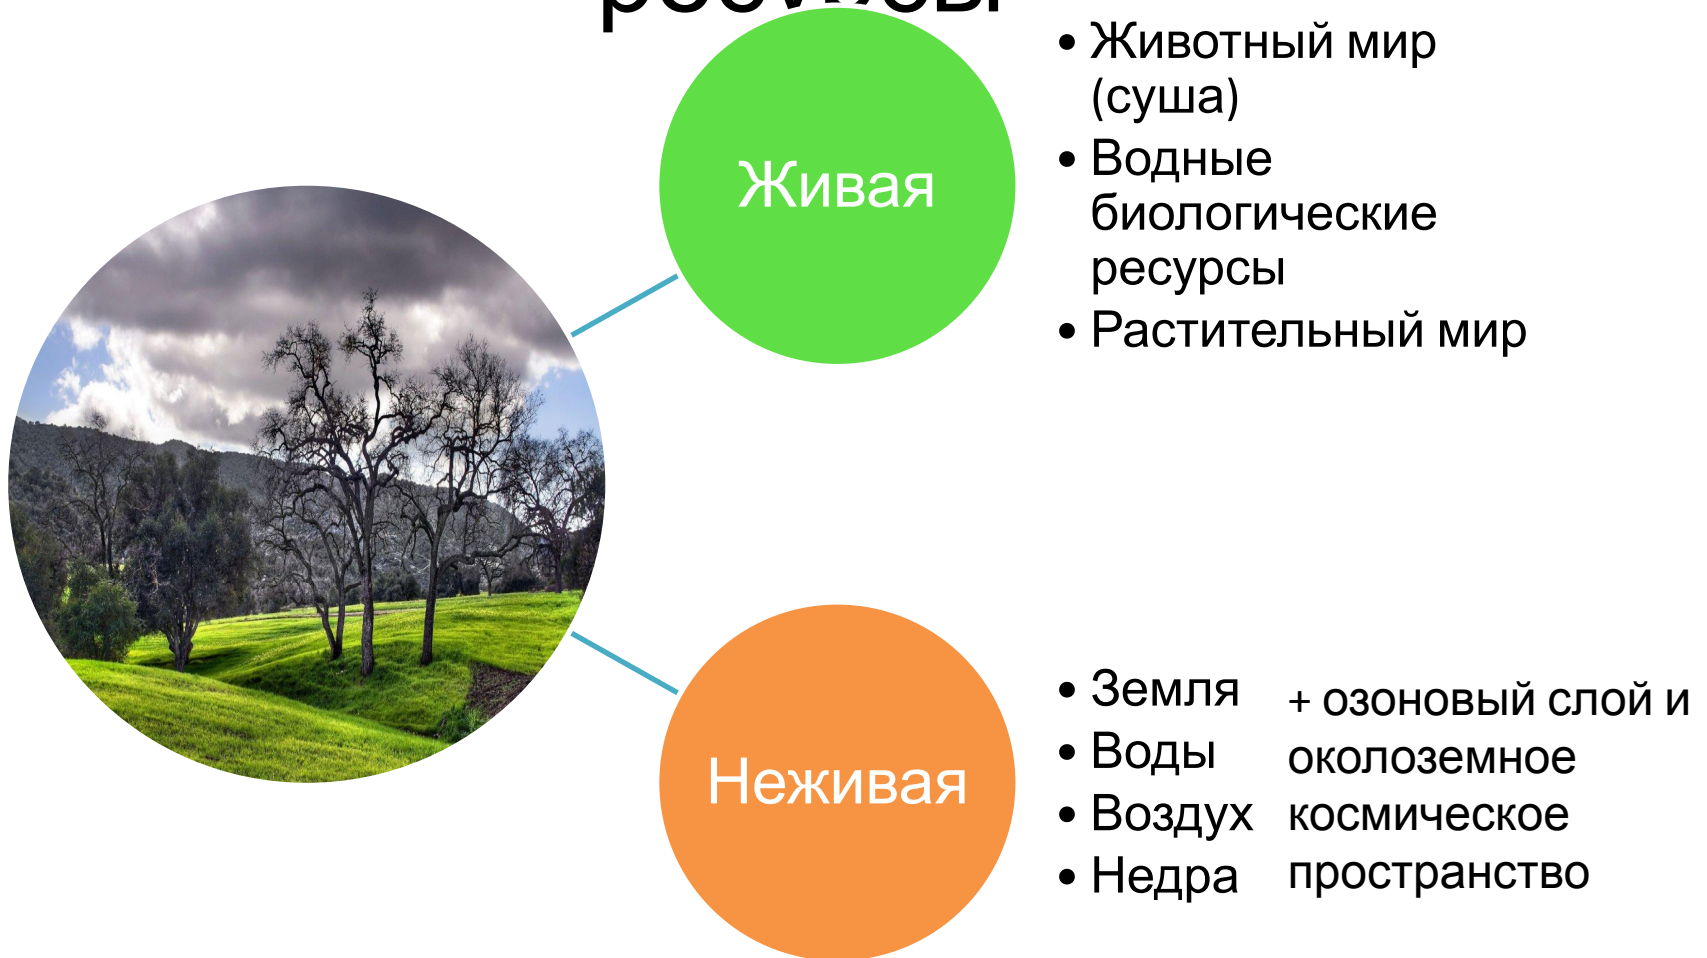 Живая
• Животный мир
(суша)
• Водные
биологические
ресурсы
• Растительный мир
Неживая
• Земля
• Воды
• Воздух
• Недра
+ озоновый слой и
околоземное
космическое
пространство